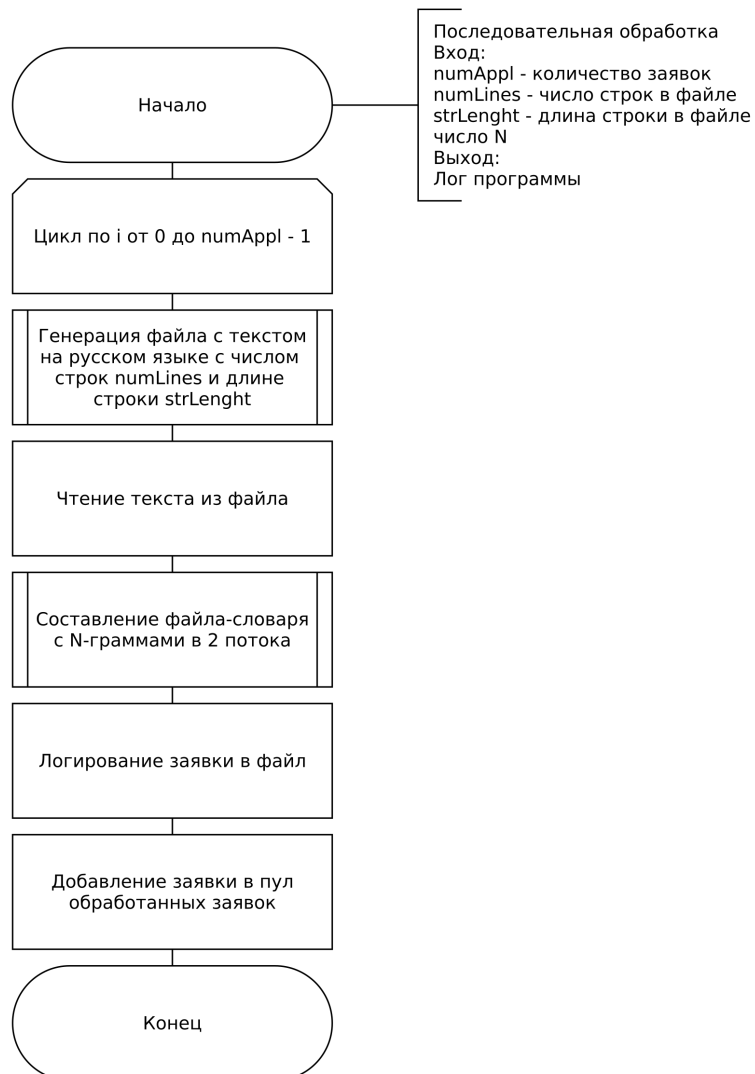 Последовательная обработка
Вход:
numAppl - количество заявок
numLines - число строк в файле
strLenght - длина строки в файле
число N
Выход:
Лог программы
Начало
Цикл по i от 0 до numAppl - 1
Генерация файла с текстом
на русском языке с числом
строк numLines и длине
строки strLenght
Чтение текста из файла
Составление файла-словаря
с N-граммами в 2 потока
Логирование заявки в файл
Добавление заявки в пул
обработанных заявок
Конец